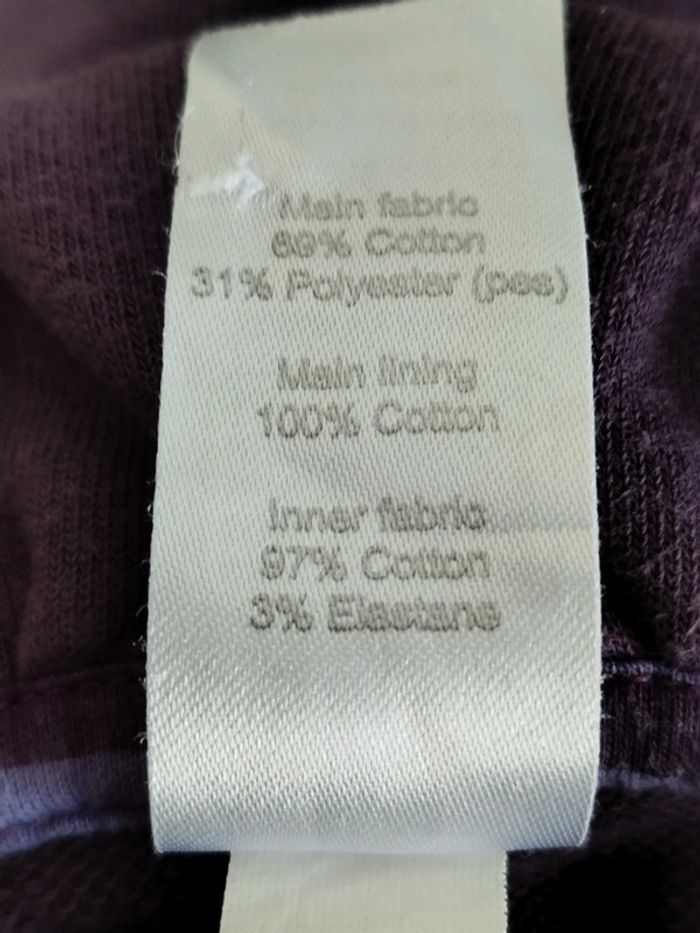 Main fabric
69% Cotton
31% Polyester (pes)
Main lining
100% Cotton
Inner fabric
97% Cotton
3% Elastane